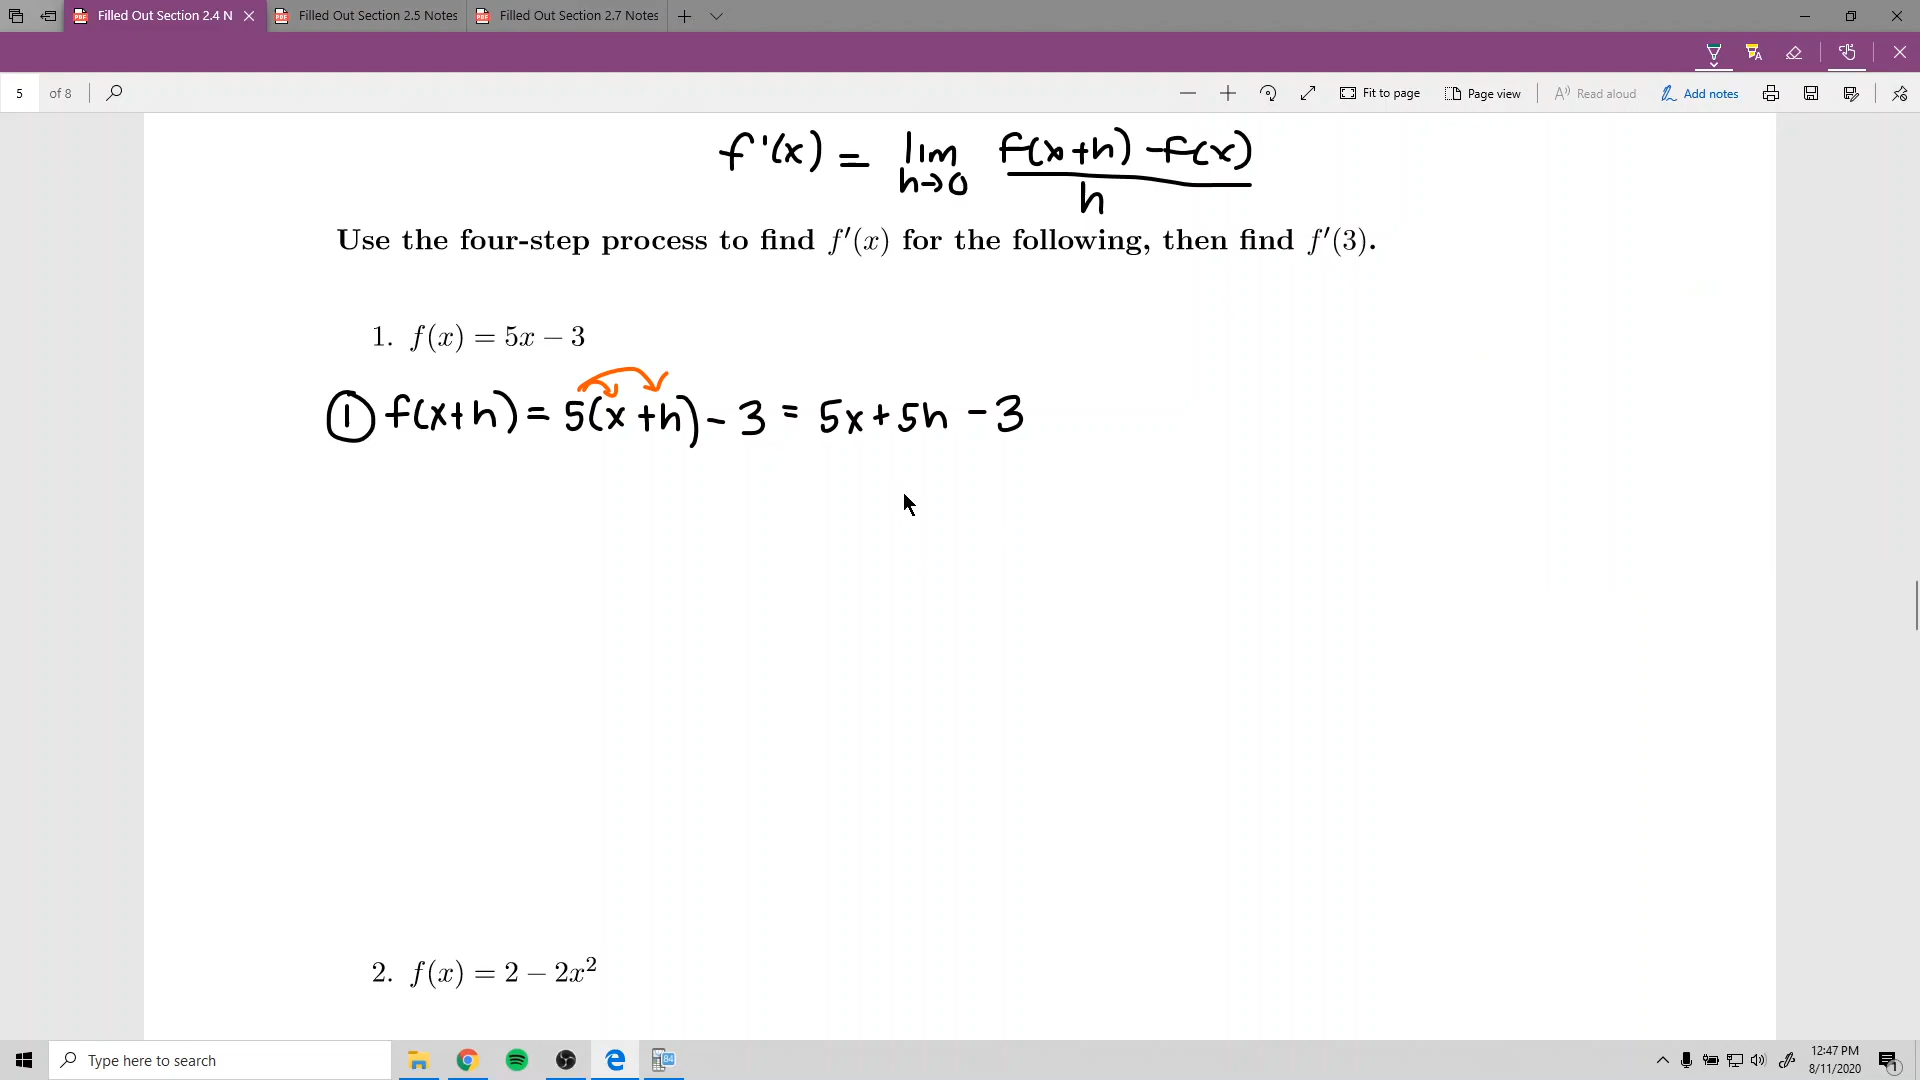 Filled Out Section 2.4 N
Filled Out Section 2.5 Notes
Filled Out Section 2.7 Notes
5 of 8
Fit to page
Page view
Read aloud
Add notes
f'(x) = lim h→0 f(x+h) - f(x) / h
Use the four-step process to find f′(x) for the following, then find f′(3).
1. f(x) = 5x − 3
① f(x+h) = 5(x+h) - 3 = 5x + 5h - 3
2. f(x) = 2 − 2x²
Type here to search
84
12:47 PM
8/11/2020
1